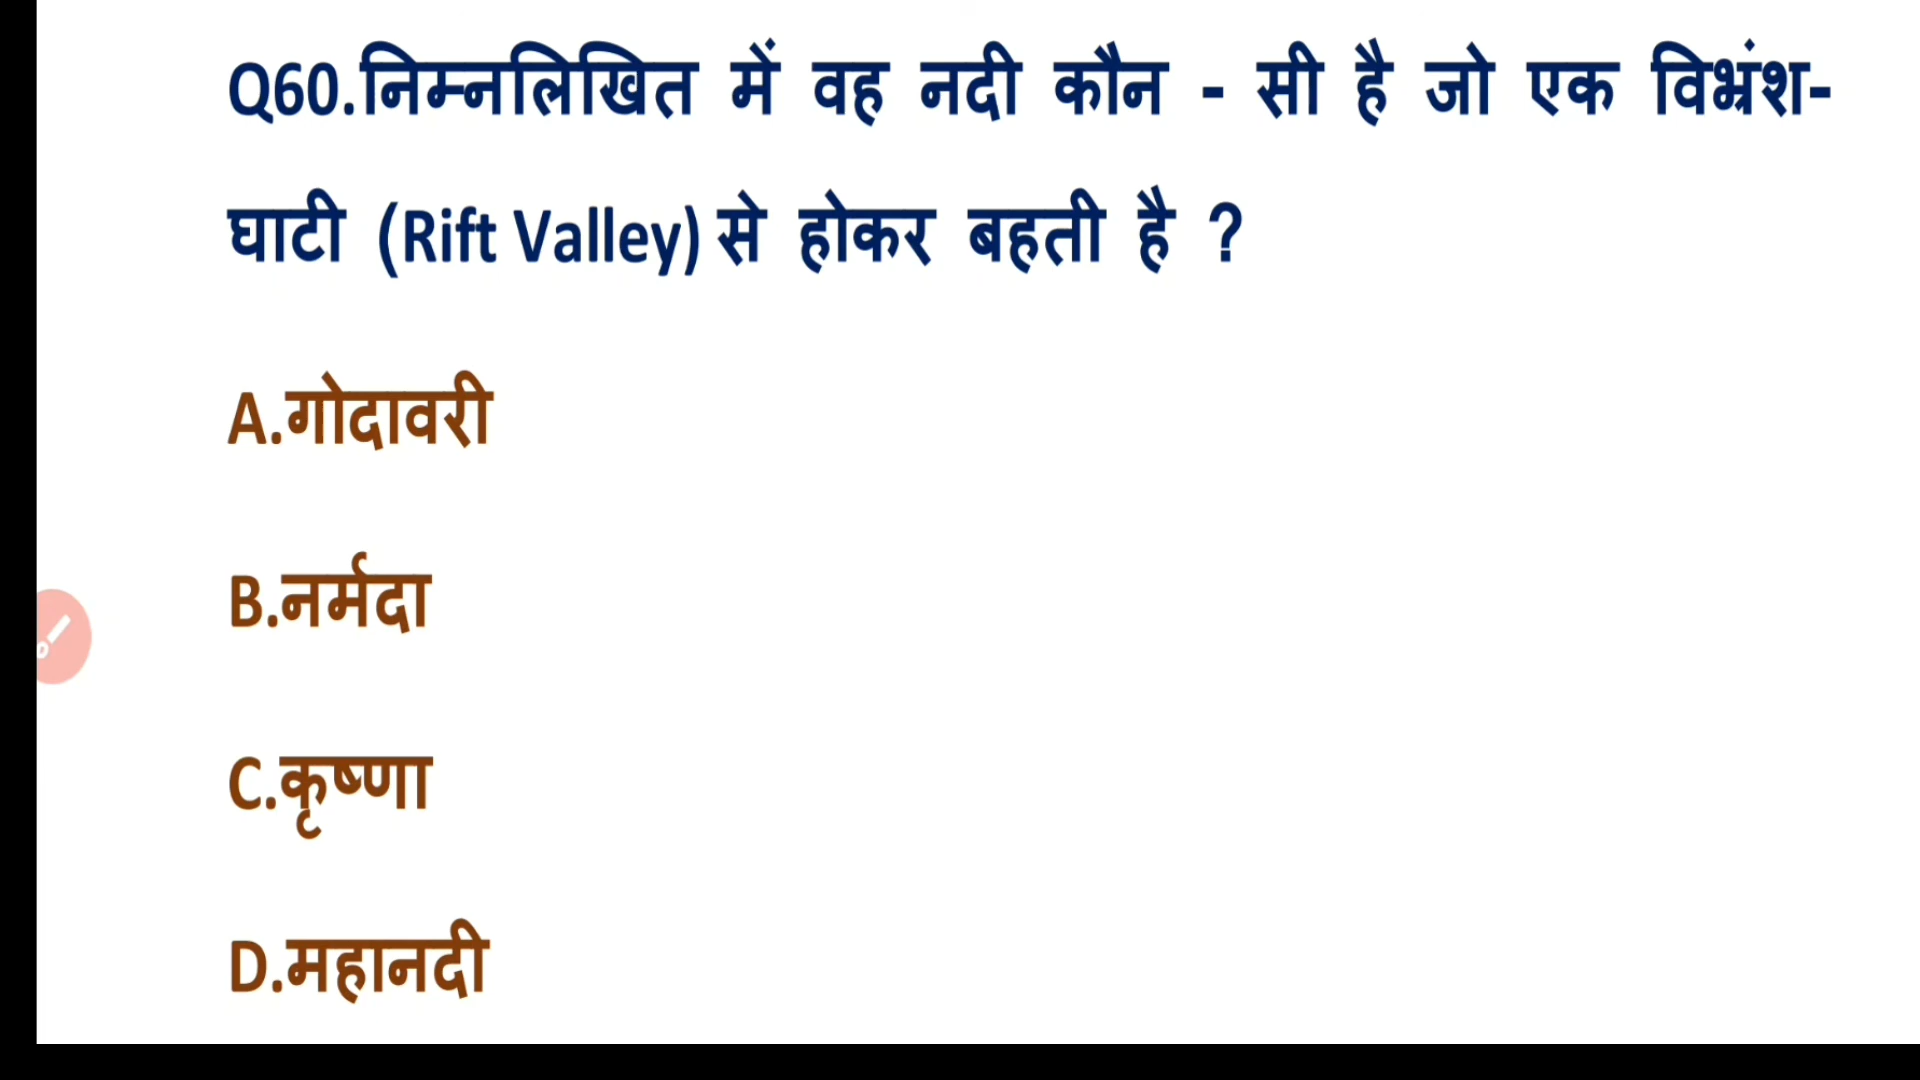 Q60.निम्नलिखित में वह नदी कौन - सी है जो एक विभ्रंश-
घाटी (Rift Valley) से होकर बहती है ?
A.गोदावरी
B.नर्मदा
C.कृष्णा
D.महानदी